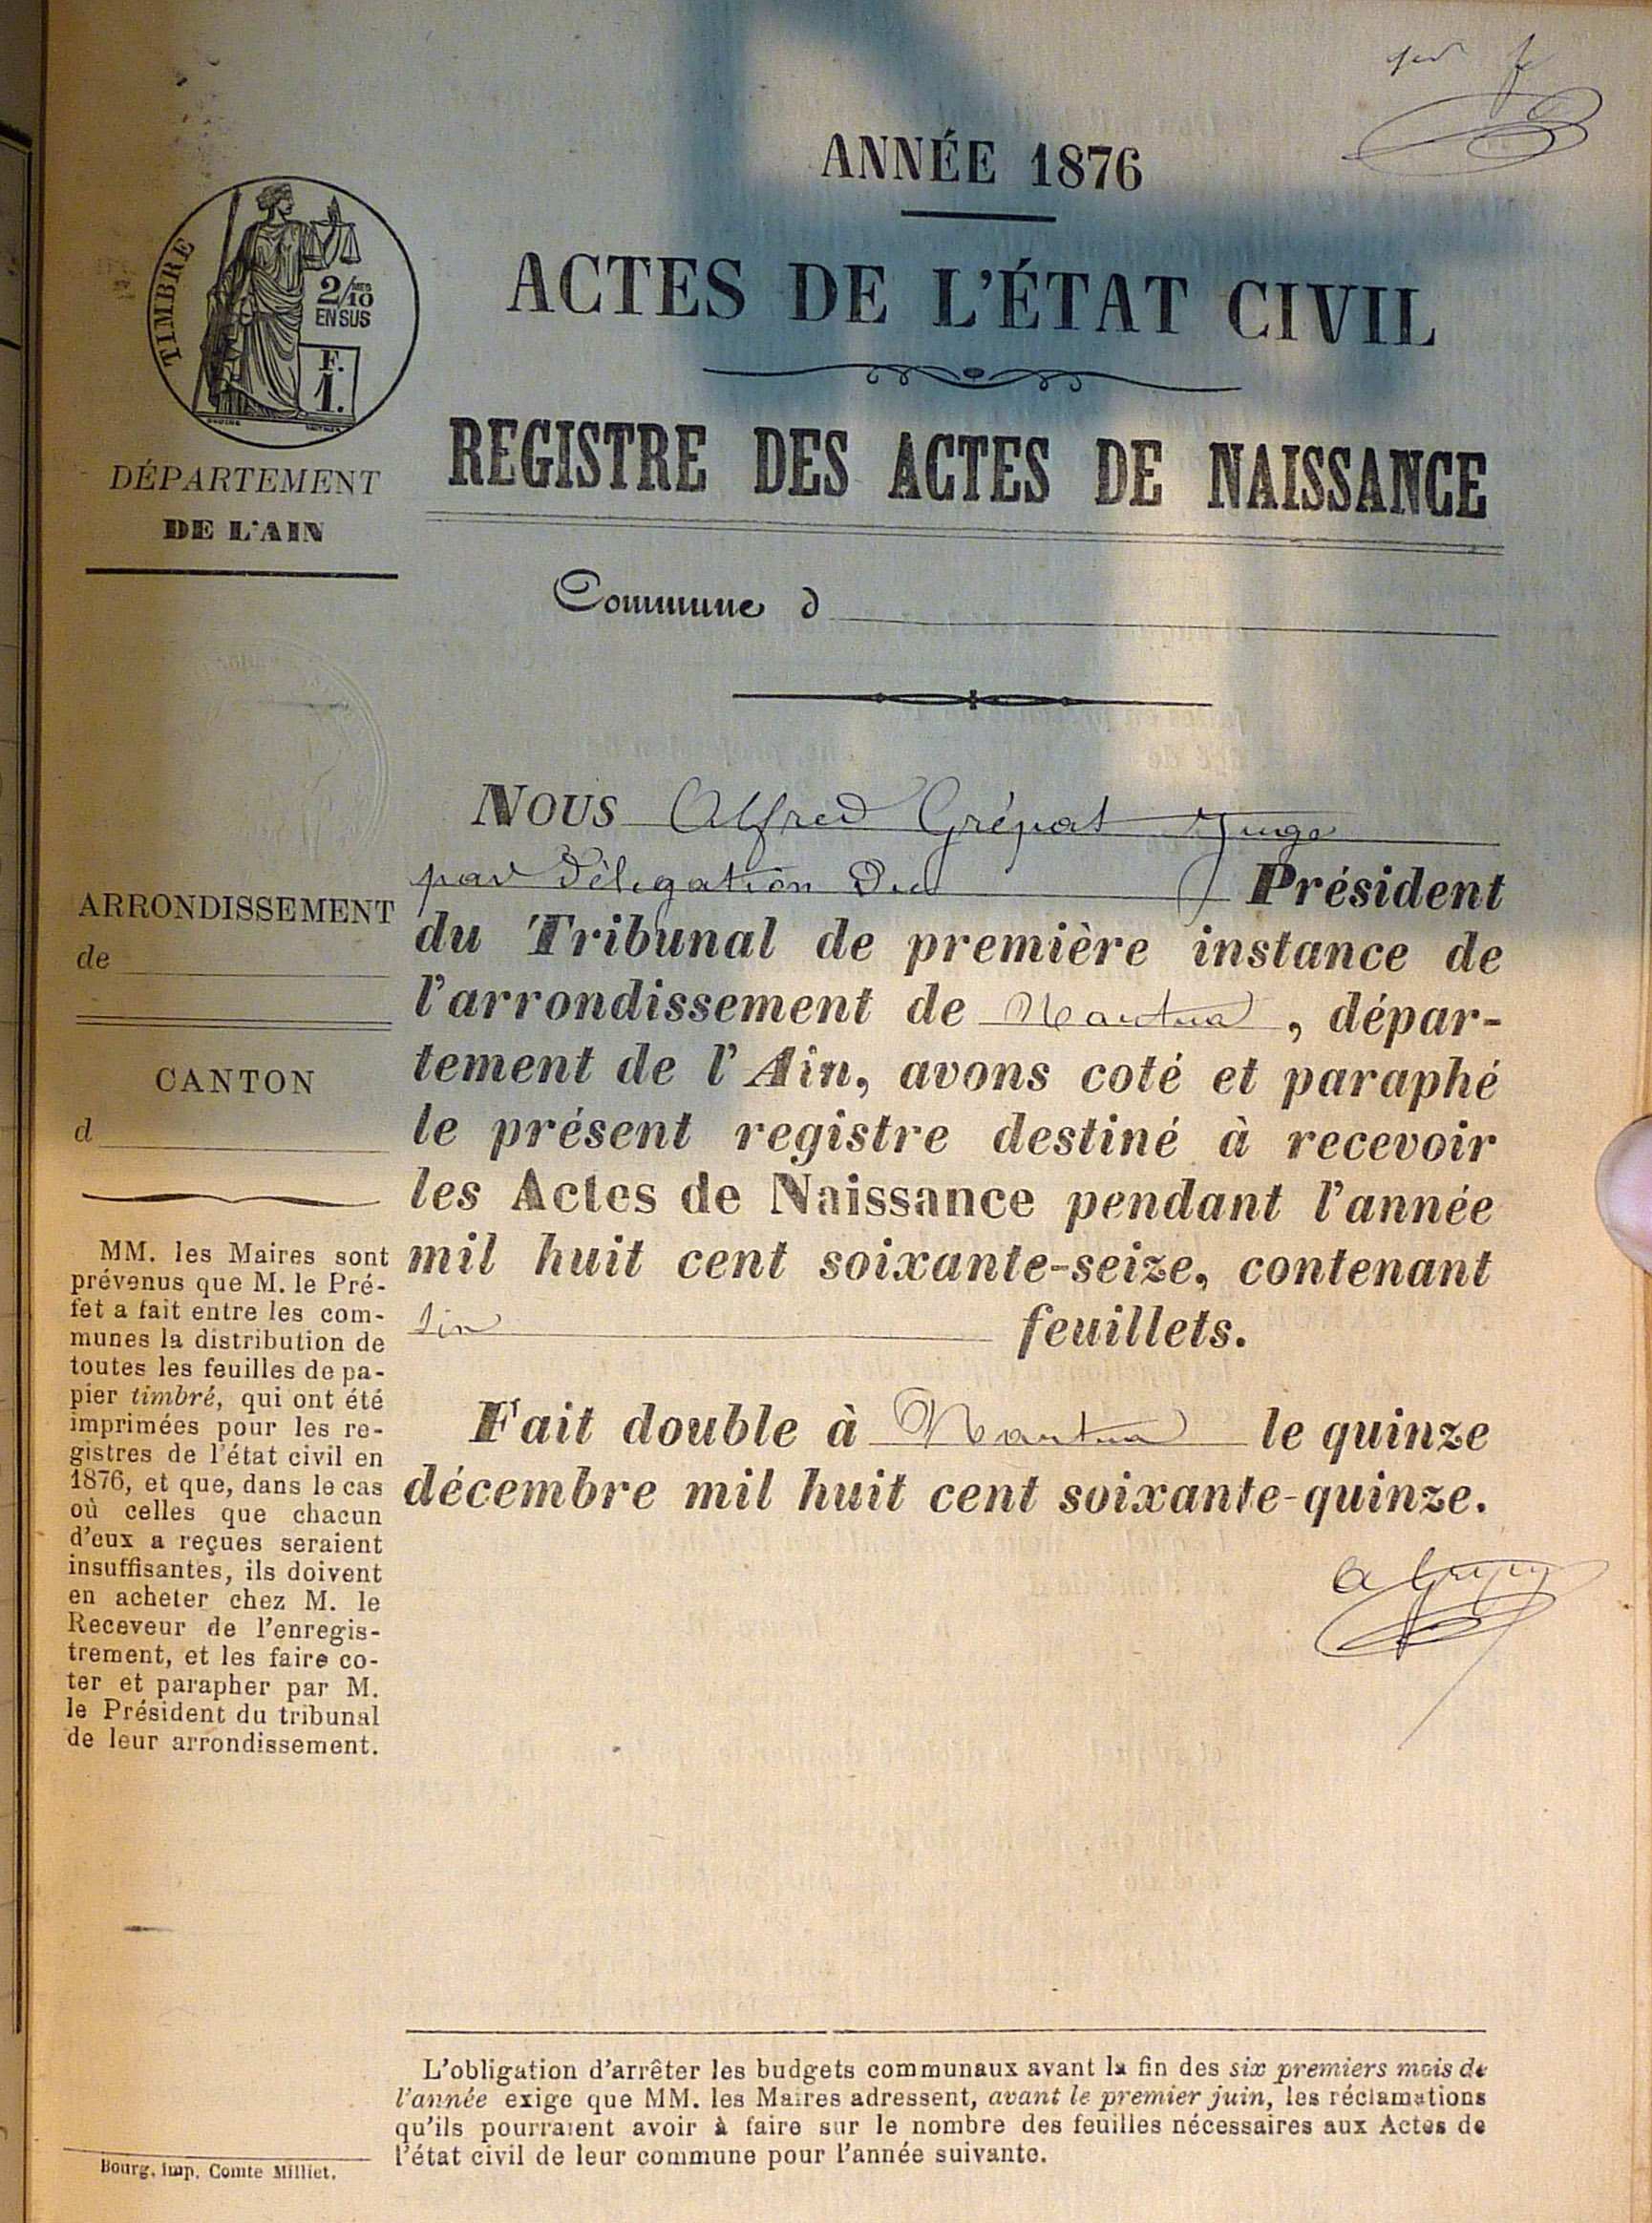 ANNÉE 1876
ACTES DE L'ÉTAT CIVIL
REGISTRE DES ACTES DE NAISSANCE
TIMBRE
2/10 MES
EN SUS
F.
1.
DÉPARTEMENT
DE L'AIN
Commune d
NOUS Alfred Grépat Juge
par Délégation Du Président
du Tribunal de première instance de
l'arrondissement de Nantua, dépar-
tement de l'Ain, avons coté et paraphé
le présent registre destiné à recevoir
les Actes de Naissance pendant l'année
mil huit cent soixante-seize, contenant
feuillets.
Fait double à Nantua le quinze
décembre mil huit cent soixante-quinze.
ARRONDISSEMENT
de
CANTON
d
MM. les Maires sont
prévenus que M. le Pré-
fet a fait entre les com-
munes la distribution de
toutes les feuilles de pa-
pier timbré, qui ont été
imprimées pour les re-
gistres de l'état civil en
1876, et que, dans le cas
où celles que chacun
d'eux a reçues seraient
insuffisantes, ils doivent
en acheter chez M. le
Receveur de l'enregis-
trement, et les faire co-
ter et parapher par M.
le Président du tribunal
de leur arrondissement.
L'obligation d'arrêter les budgets communaux avant la fin des six premiers mois de
l'année exige que MM. les Maires adressent, avant le premier juin, les réclamations
qu'ils pourraient avoir à faire sur le nombre des feuilles nécessaires aux Actes de
l'état civil de leur commune pour l'année suivante.
Bourg, imp. Comte Milliet.